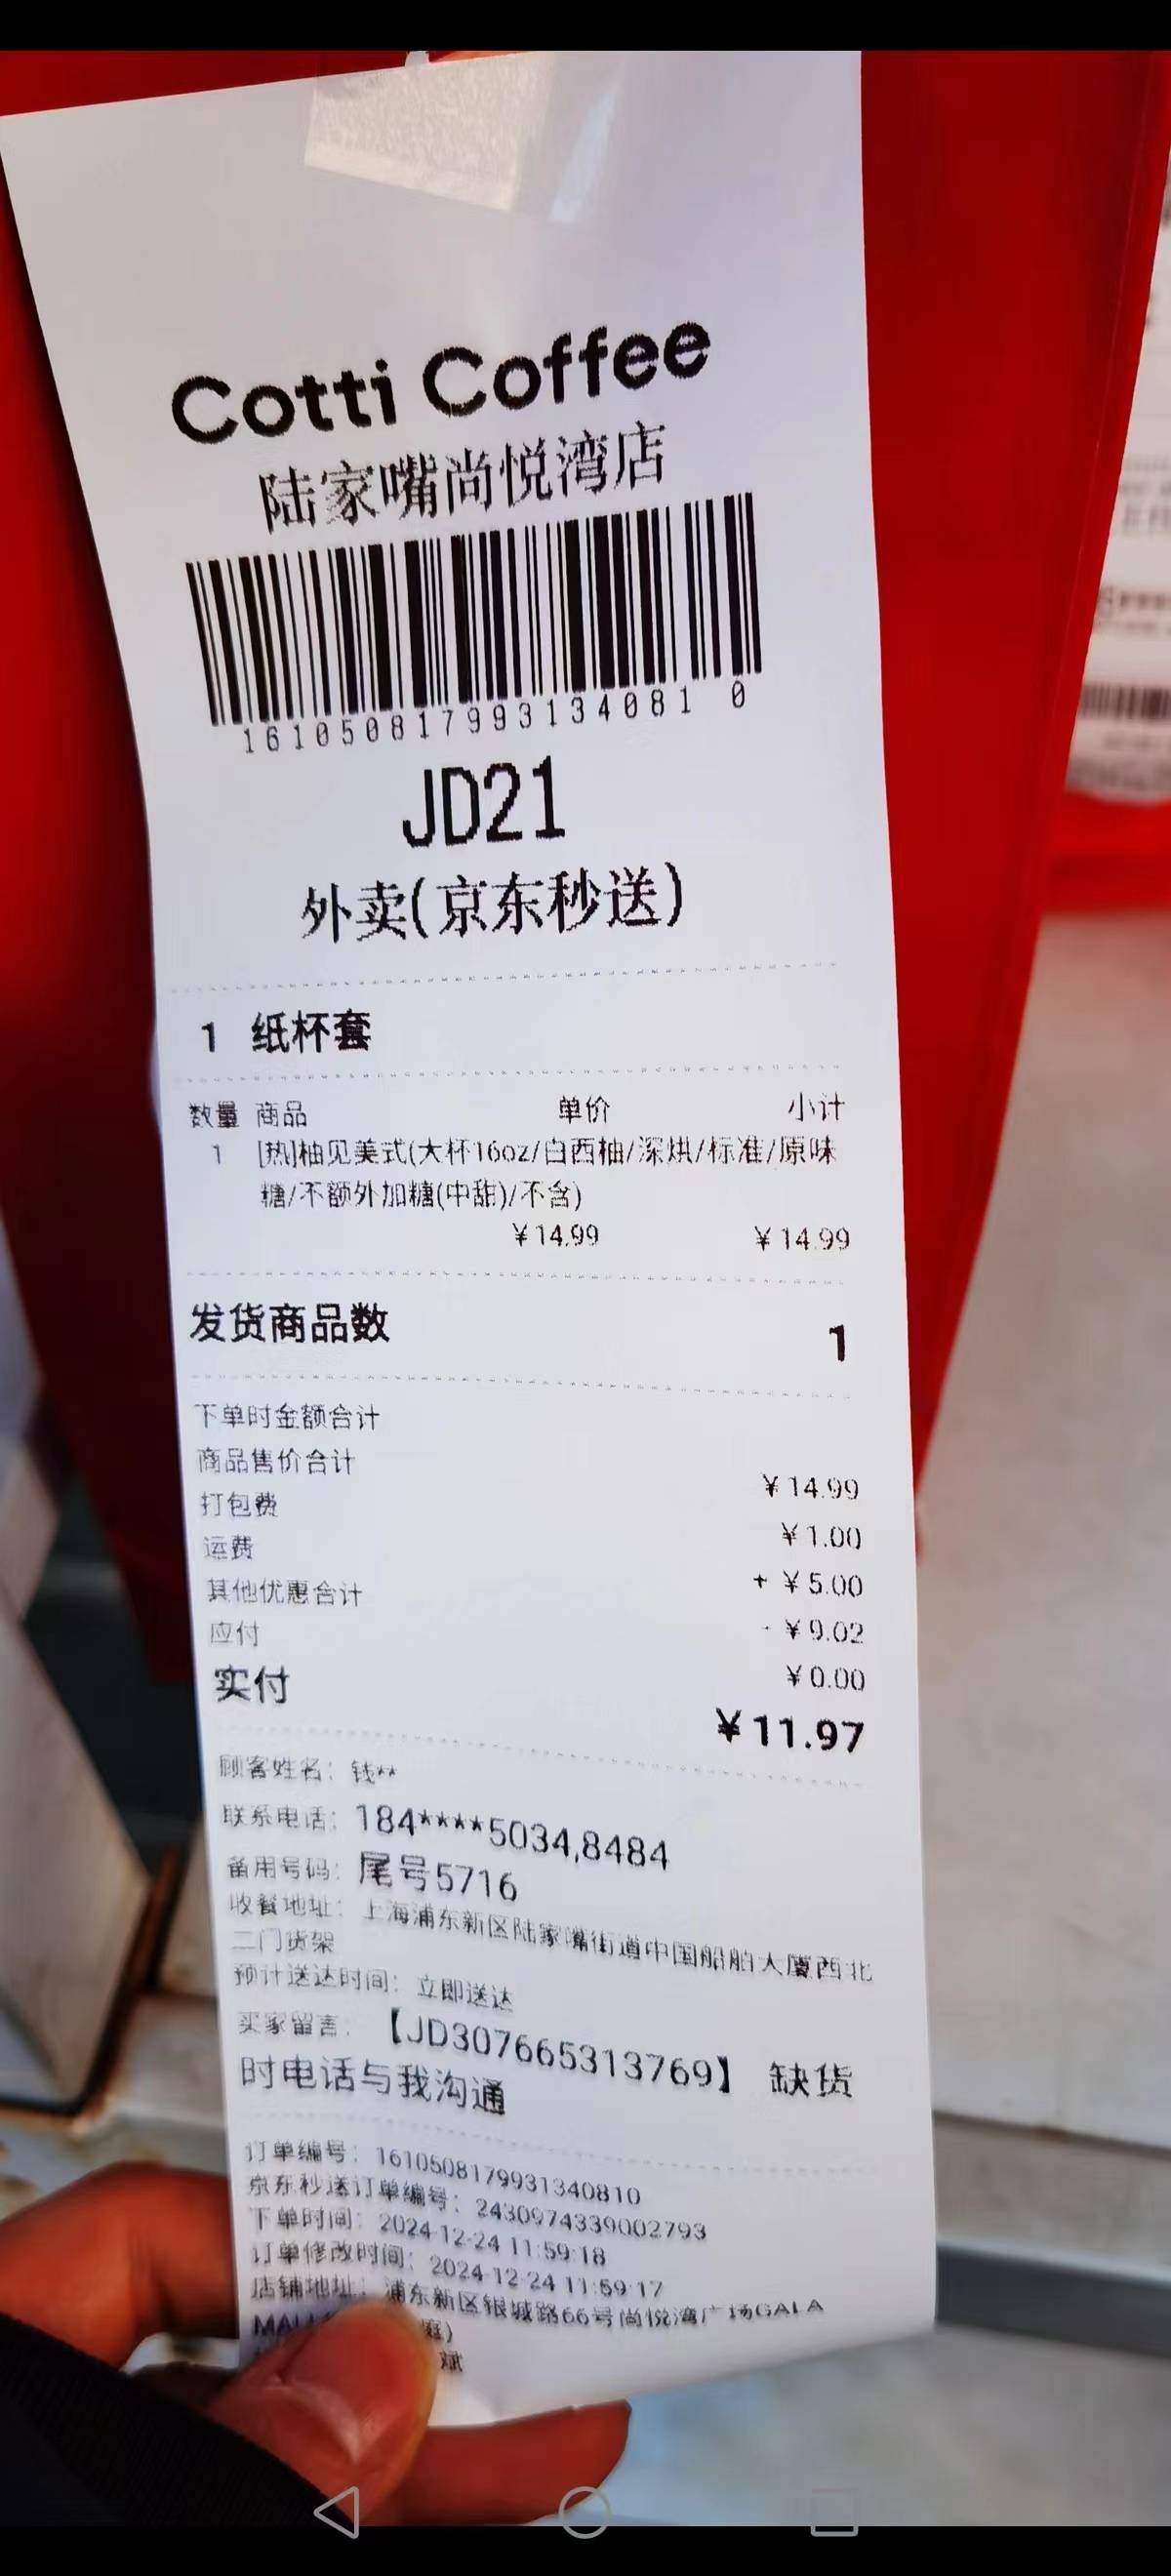 Cotti Coffee
陆家嘴尚悦湾店
161050817993134081 0
JD21
外卖(京东秒送)
1 纸杯套
数量 商品 单价 小计
1 [热]柚见美式(大杯16oz/白西柚/深烘/标准/原味
糖/不额外加糖(中甜)/不含)
¥14.99 ¥14.99
发货商品数 1
下单时金额合计
商品售价合计 ¥14.99
打包费 ¥1.00
运费 + ¥5.00
其他优惠合计 - ¥9.02
应付 ¥0.00
实付 ¥11.97
顾客姓名: 钱**
联系电话: 184****5034,8484
备用号码: 尾号5716
收餐地址: 上海浦东新区陆家嘴街道中国船舶大厦西北
二门货架
预计送达时间: 立即送达
买家留言: 【JD307665313769】 缺货
时电话与我沟通
订单编号: 1610508179931340810
京东秒送订单编号: 2430974339002793
下单时间: 2024-12-24 11:59:18
订单修改时间: 2024-12-24 11:59:17
店铺地址: 浦东新区银城路66号尚悦湾广场GALA
庭)
斌